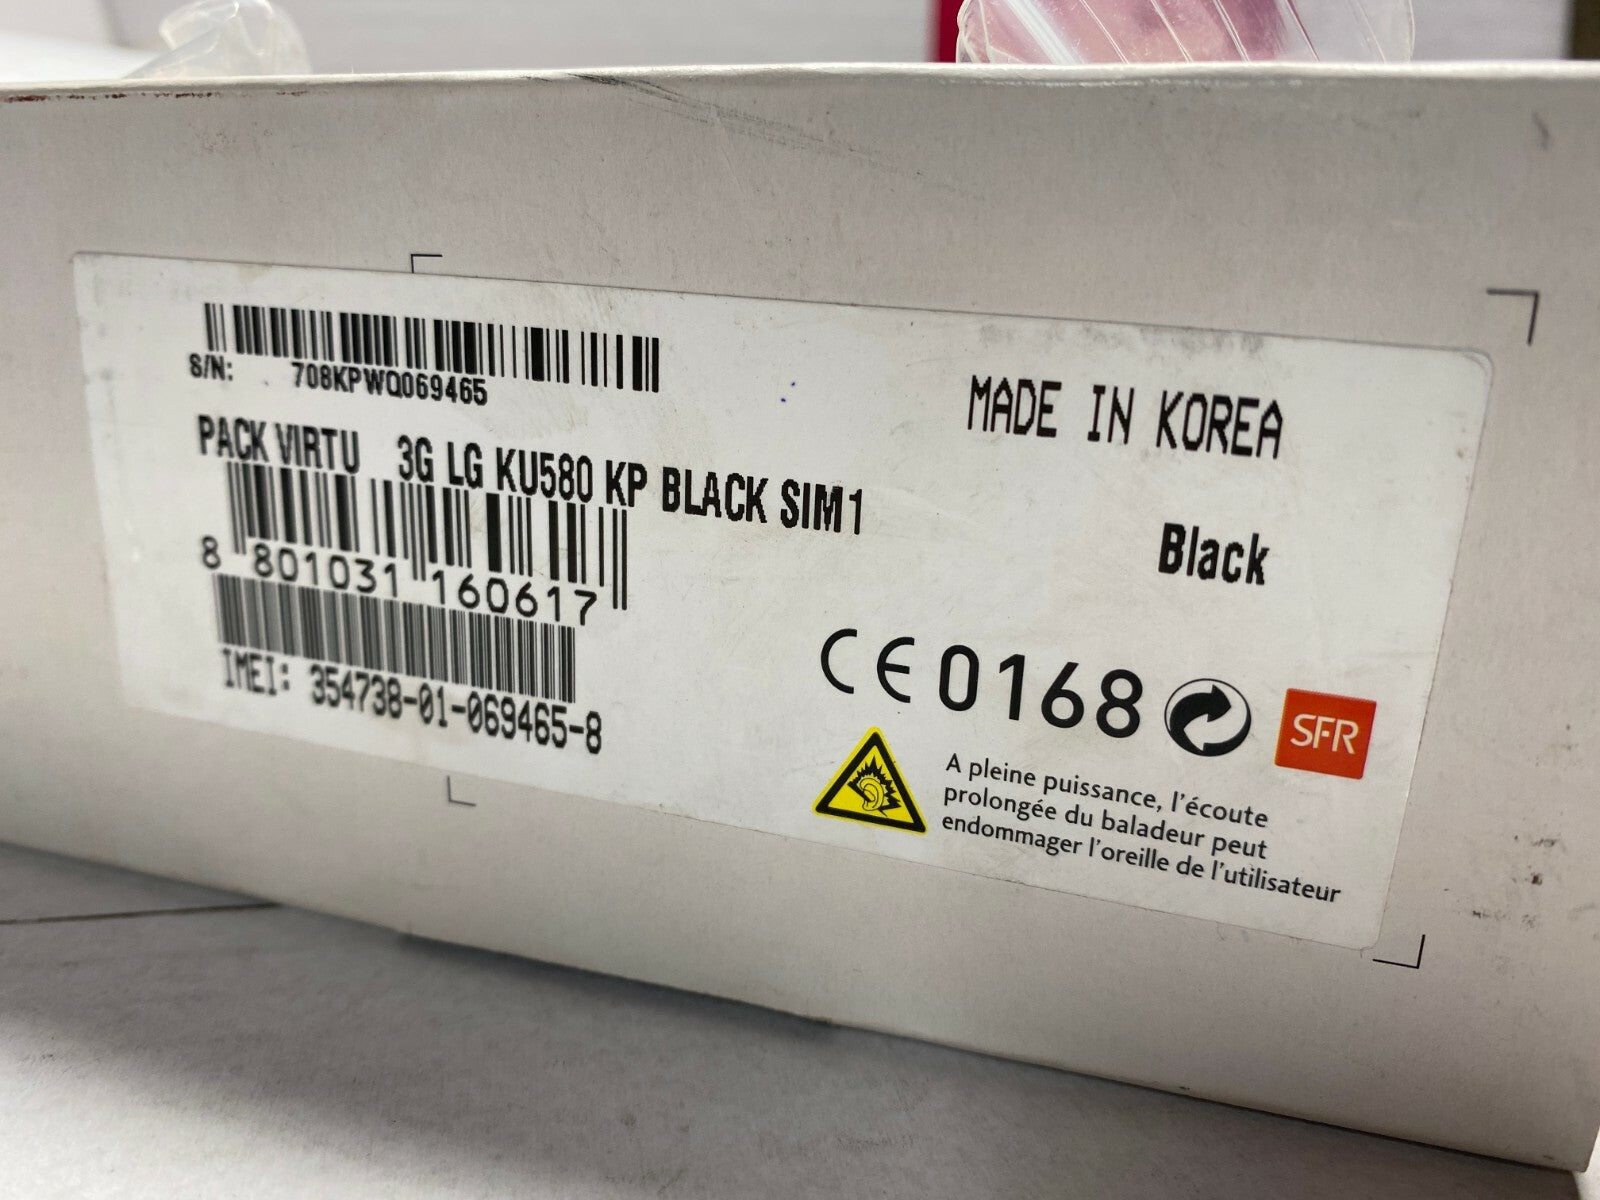 S/N: 708KPWQ069465
PACK VIRTU 3G LG KU580 KP BLACK SIM1
8 801031 160617
IMEI: 354738-01-069465-8
MADE IN KOREA
Black
CE 0168
SFR
A pleine puissance, l'écoute
prolongée du baladeur peut
endommager l'oreille de l'utilisateur